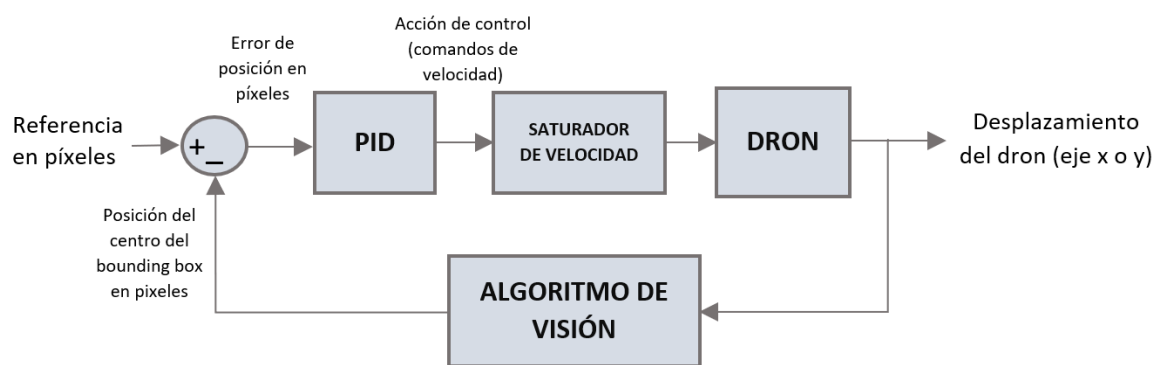 Acción de control
(comandos de
velocidad)
Error de
posición en
píxeles
Referencia
en píxeles
+
–
PID
SATURADOR
DE VELOCIDAD
DRON
Desplazamiento
del dron (eje x o y)
Posición del
centro del
bounding box
en pixeles
ALGORITMO DE
VISIÓN